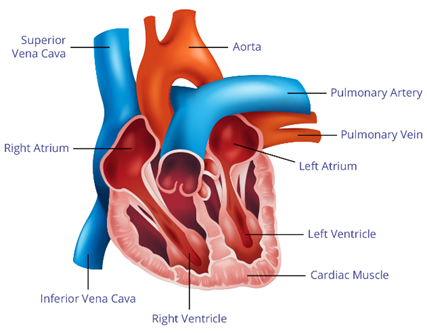 Superior
Vena Cava
Aorta
Pulmonary Artery
Pulmonary Vein
Right Atrium
Left Atrium
Left Ventricle
Cardiac Muscle
Inferior Vena Cava
Right Ventricle